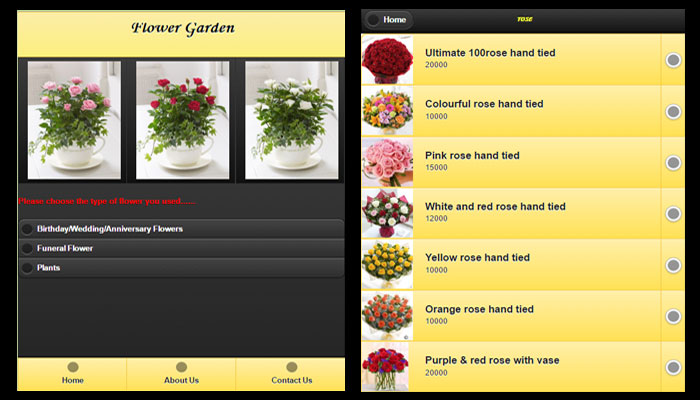 Flower Garden
Please choose the type of flower you used......
Birthday/Wedding/Anniversary Flowers
Funeral Flower
Plants
Home
About Us
Contact Us
Home
rose
Ultimate 100rose hand tied
20000
Colourful rose hand tied
10000
Pink rose hand tied
15000
White and red rose hand tied
12000
Yellow rose hand tied
10000
Orange rose hand tied
10000
Purple & red rose with vase
20000